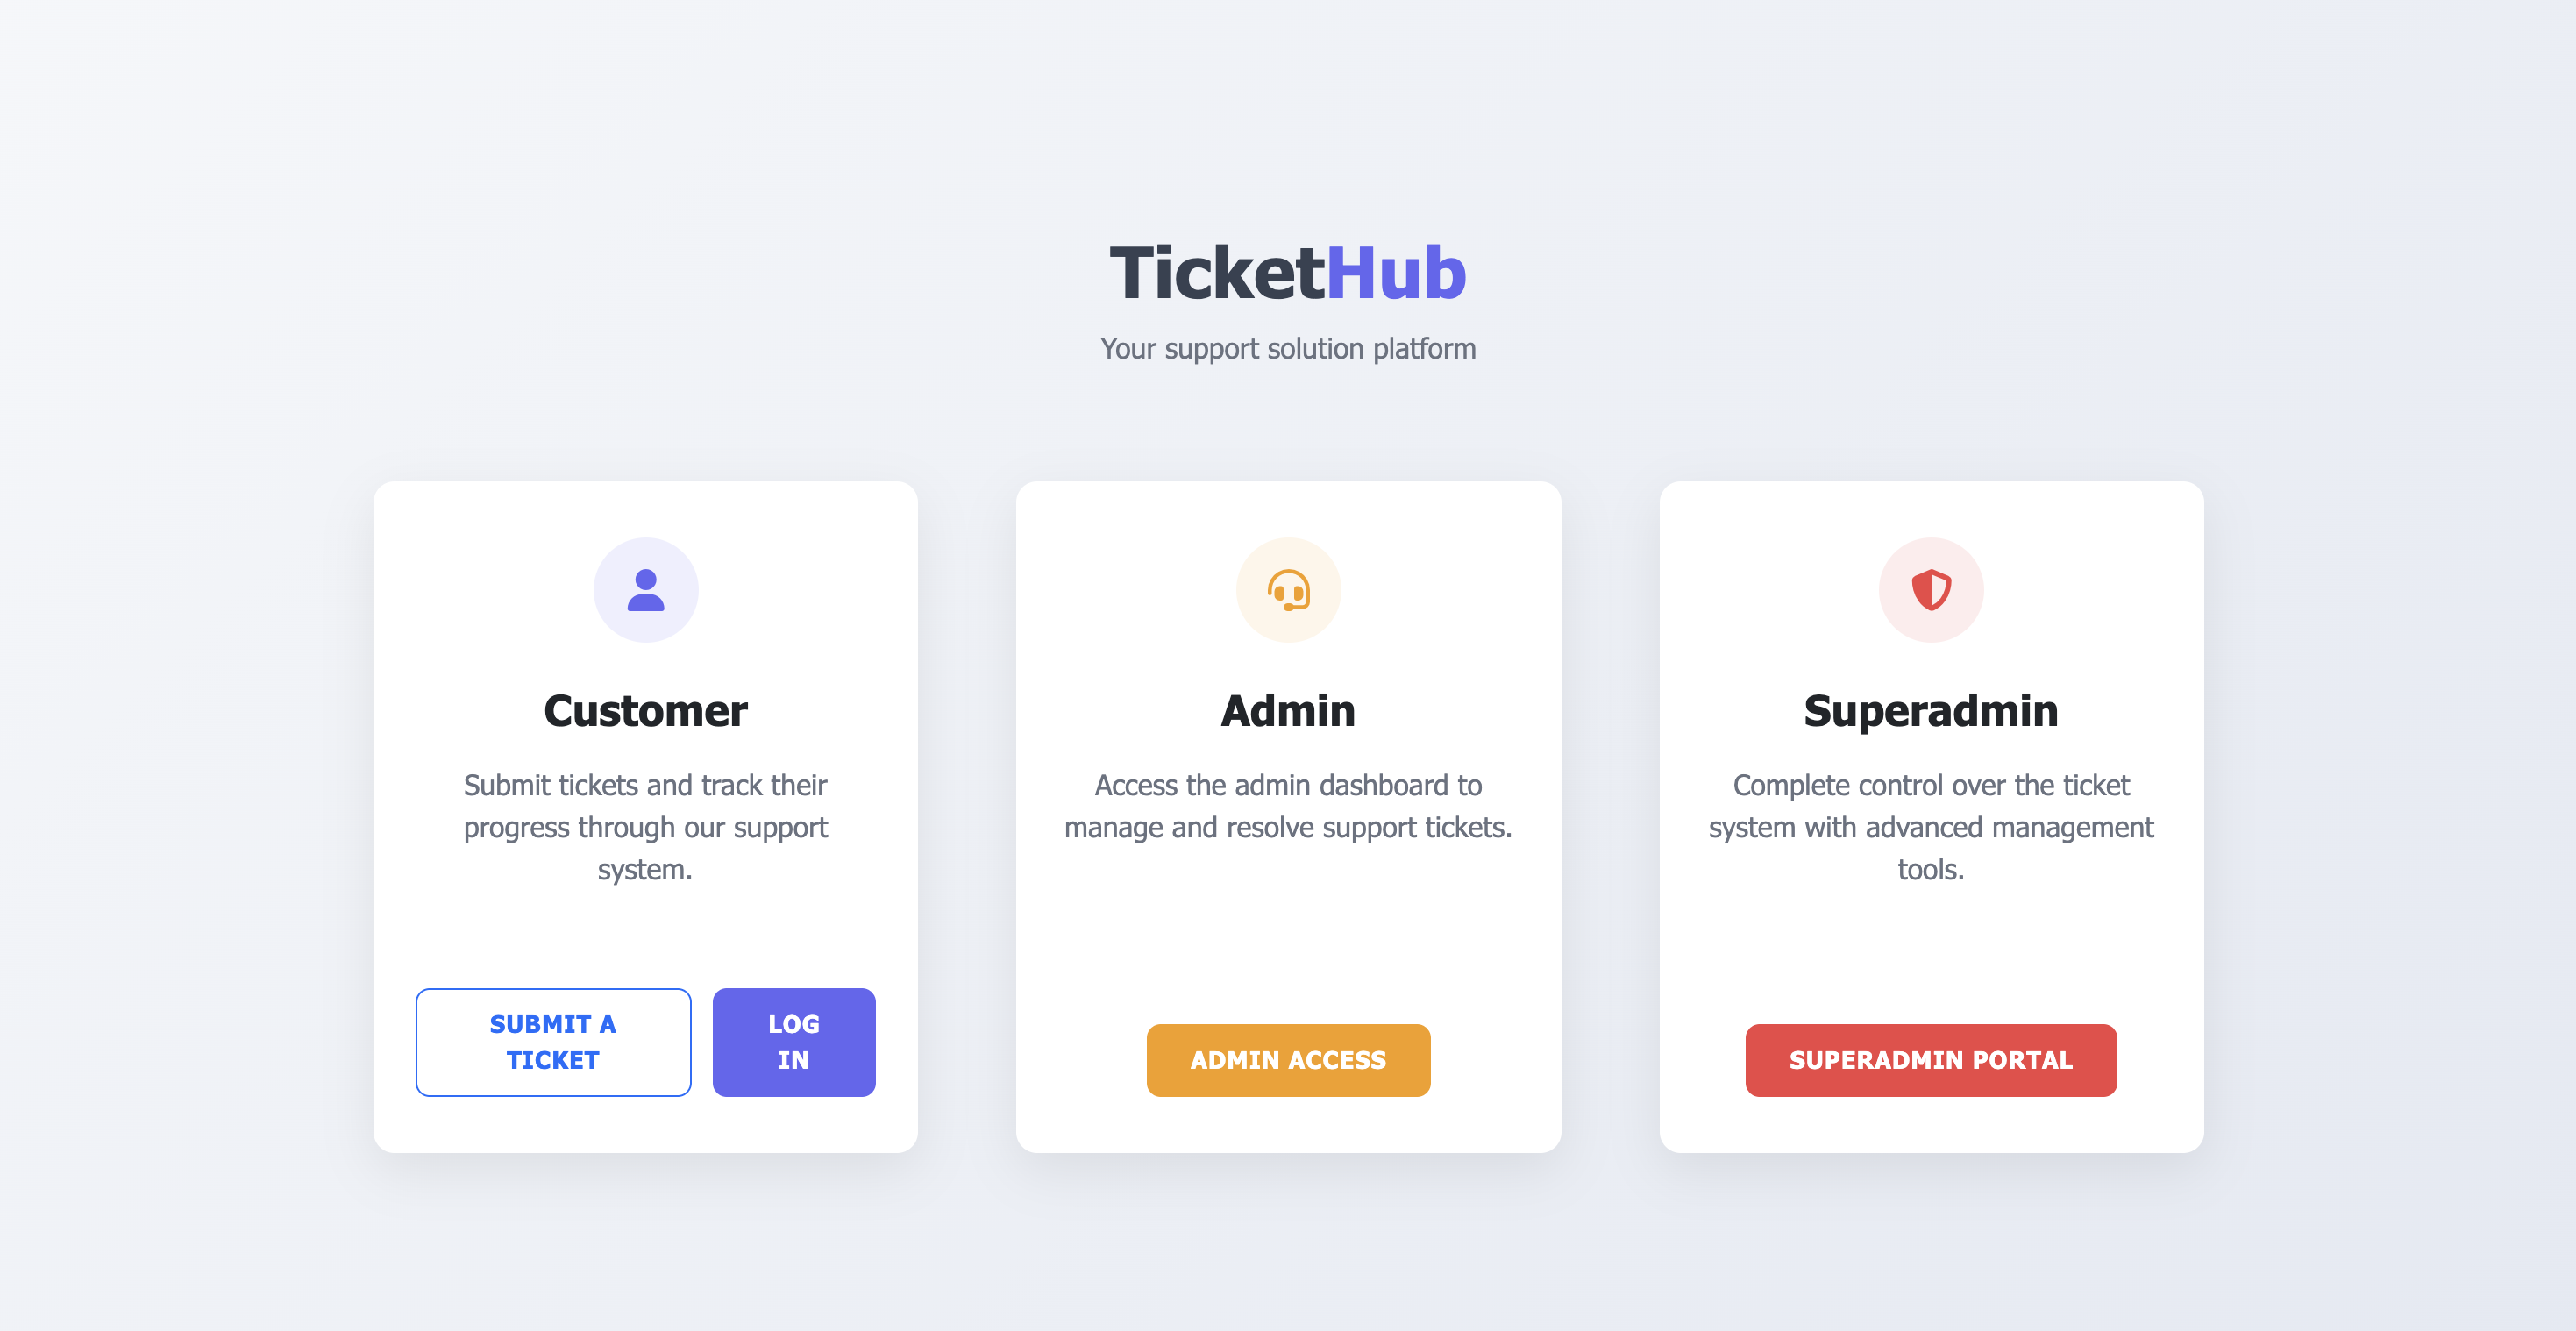 TicketHub
Your support solution platform
Customer
Submit tickets and track their
progress through our support
system.
SUBMIT A
TICKET
LOG
IN
Admin
Access the admin dashboard to
manage and resolve support tickets.
ADMIN ACCESS
Superadmin
Complete control over the ticket
system with advanced management
tools.
SUPERADMIN PORTAL